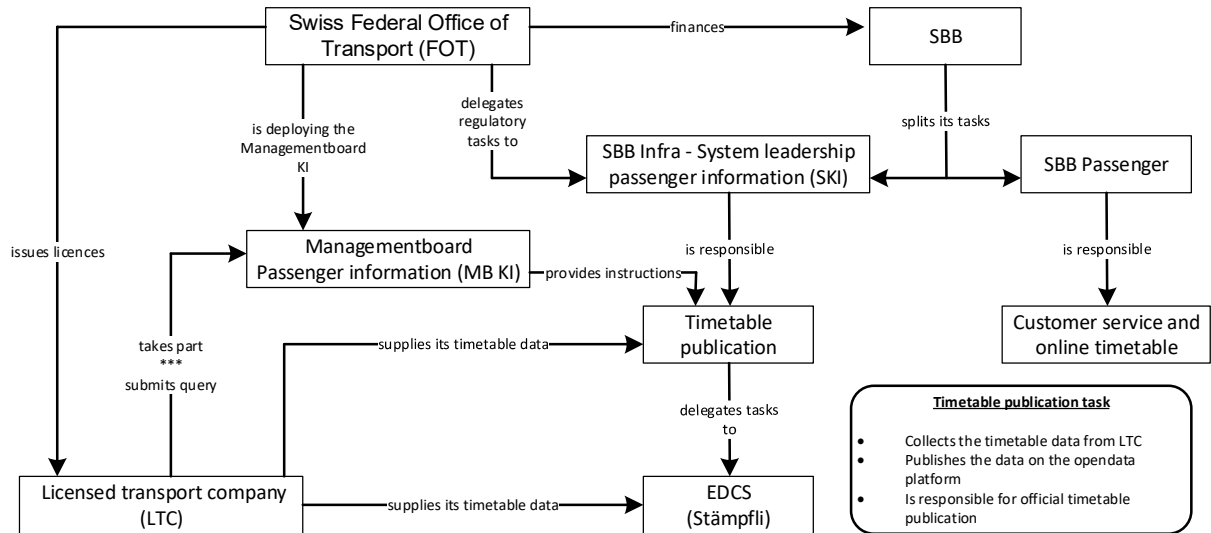 Swiss Federal Office of
Transport (FOT)
finances
SBB
delegates
regulatory
tasks to
is deploying the
Managementboard
KI
splits its tasks
SBB Infra - System leadership
passenger information (SKI)
SBB Passenger
issues licences
Managementboard
Passenger information (MB KI)
provides instructions
is responsible
is responsible
takes part
***
submits query
supplies its timetable data
Timetable
publication
Customer service and
online timetable
delegates tasks
to
Timetable publication task
• Collects the timetable data from LTC
• Publishes the data on the opendata
platform
• Is responsible for official timetable
publication
Licensed transport company
(LTC)
supplies its timetable data
EDCS
(Stämpfli)